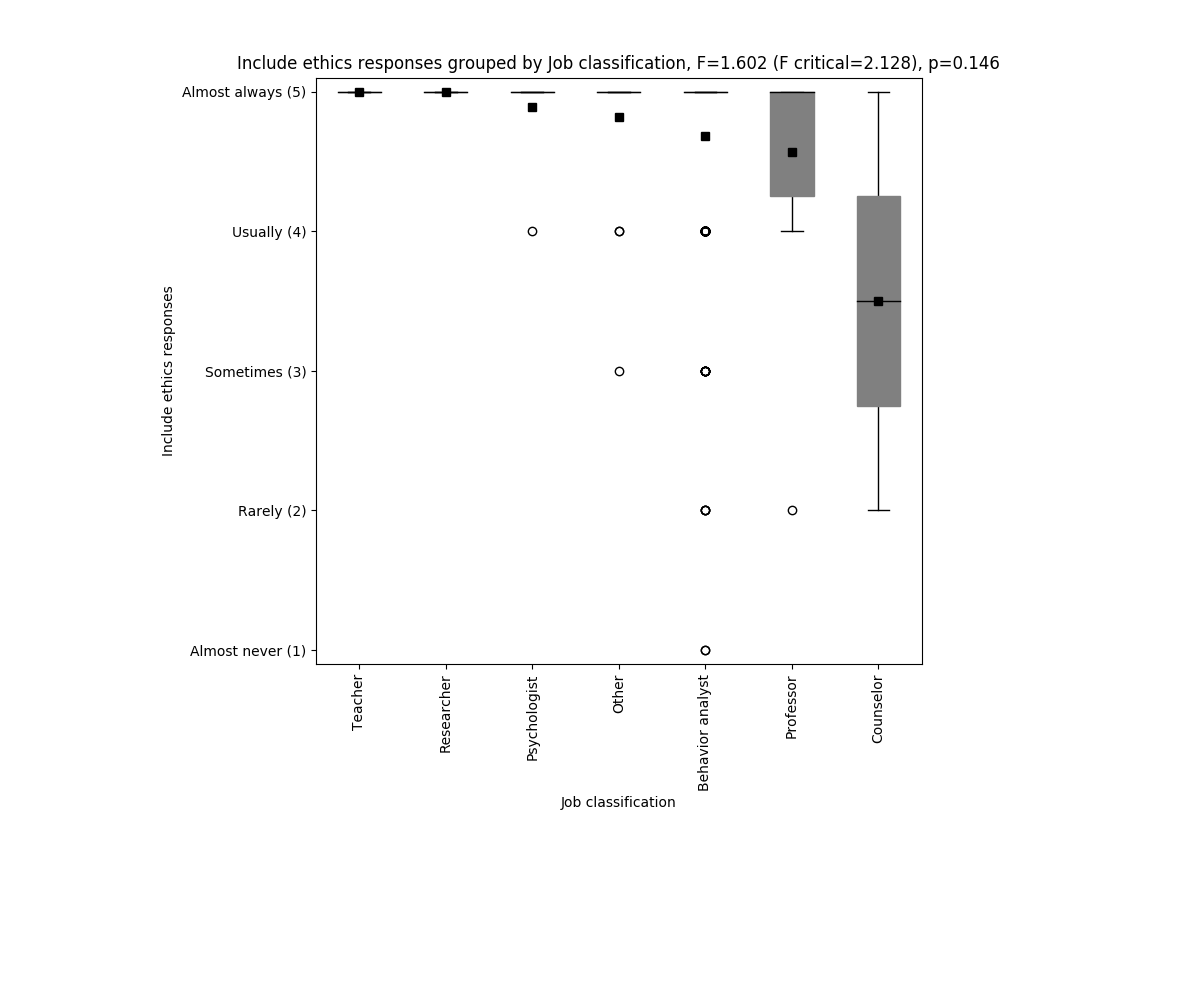 Include ethics responses grouped by Job classification, F=1.602 (F critical=2.128), p=0.146
Almost always (5)
Usually (4)
Sometimes (3)
Rarely (2)
Almost never (1)
Include ethics responses
Teacher
Researcher
Psychologist
Other
Behavior analyst
Professor
Counselor
Job classification